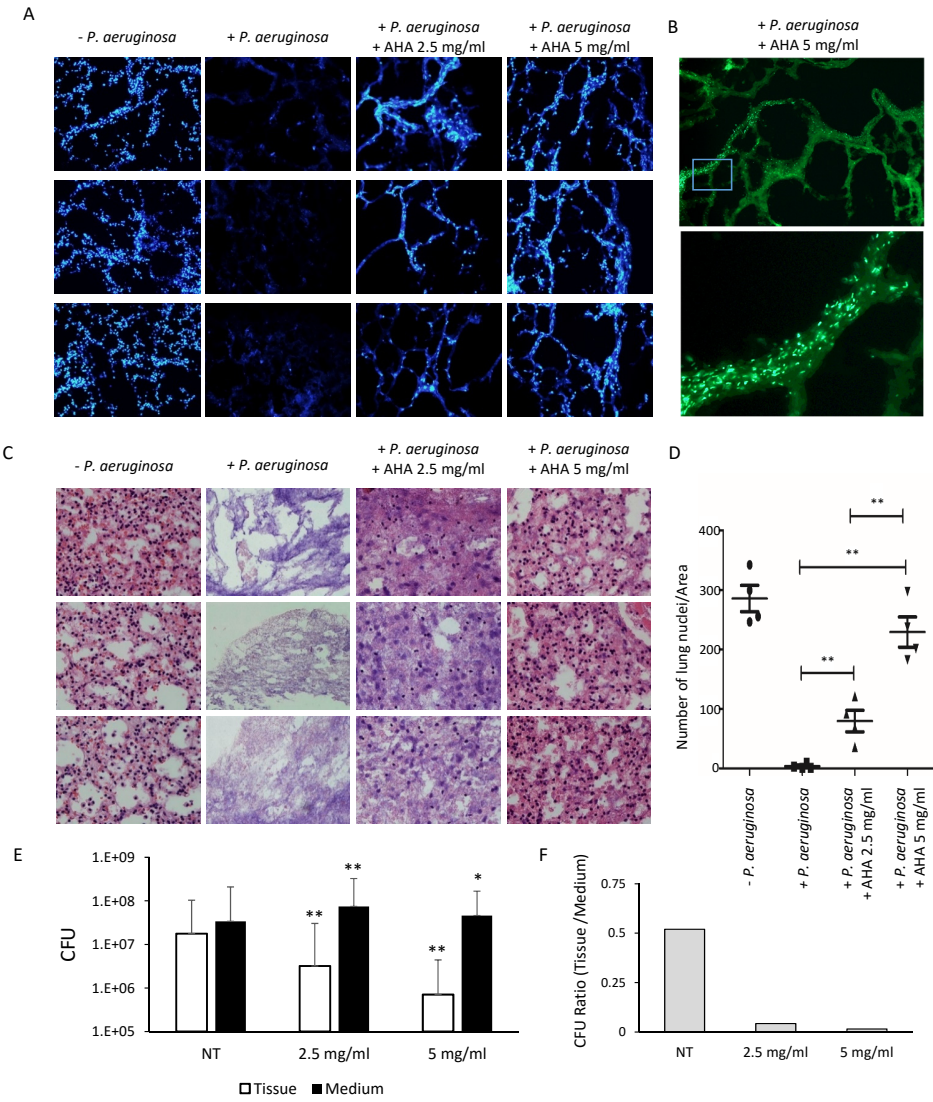 A
- P. aeruginosa
+ P. aeruginosa
+ P. aeruginosa
+ AHA 2.5 mg/ml
+ P. aeruginosa
+ AHA 5 mg/ml
B
+ P. aeruginosa
+ AHA 5 mg/ml
C
- P. aeruginosa
+ P. aeruginosa
+ P. aeruginosa
+ AHA 2.5 mg/ml
+ P. aeruginosa
+ AHA 5 mg/ml
D
Number of lung nuclei/Area
400
300
200
100
0
**
**
**
- P. aeruginosa
+ P. aeruginosa
+ P. aeruginosa
+ AHA 2.5 mg/ml
+ P. aeruginosa
+ AHA 5 mg/ml
E
CFU
1.E+09
1.E+08
1.E+07
1.E+06
1.E+05
**
**
**
*
NT
2.5 mg/ml
5 mg/ml
Tissue
Medium
F
CFU Ratio (Tissue /Medium)
0.75
0.5
0.25
0
NT
2.5 mg/ml
5 mg/ml